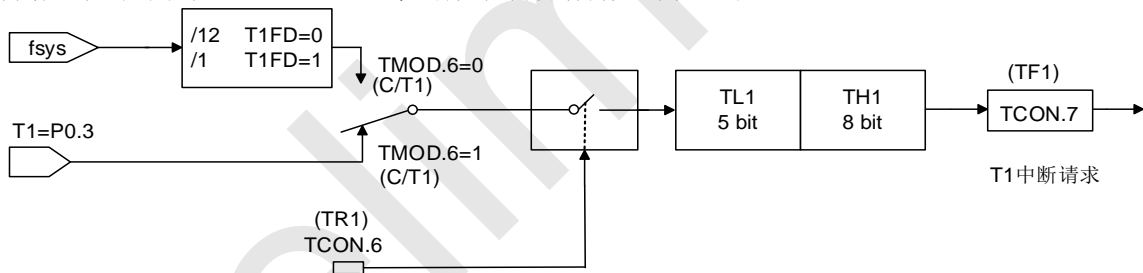 fsys
/12 T1FD=0
/1 T1FD=1
TMOD.6=0
(C/T1)
T1=P0.3
TMOD.6=1
(C/T1)
(TR1)
TCON.6
TL1
5 bit
TH1
8 bit
(TF1)
TCON.7
T1中断请求